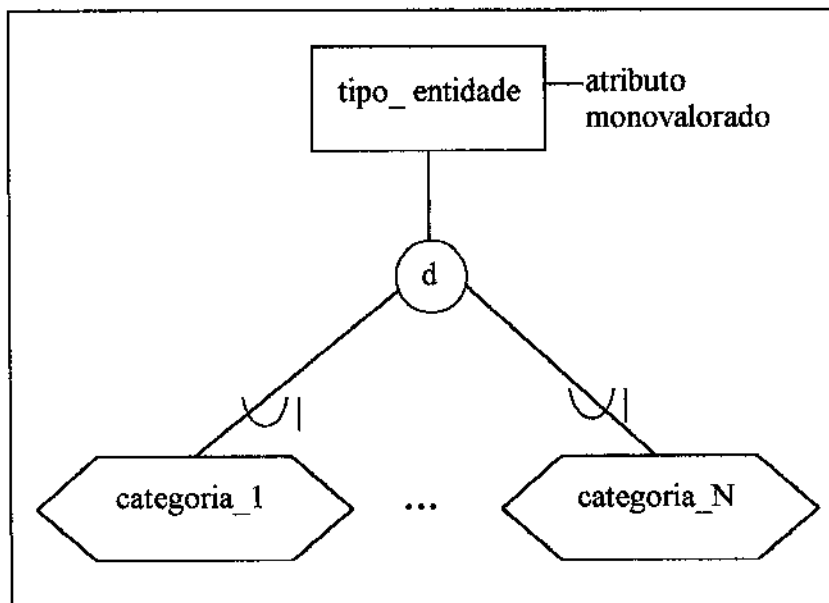 tipo_ entidade
atributo
monovalorado
d
categoria_1
...
categoria_N